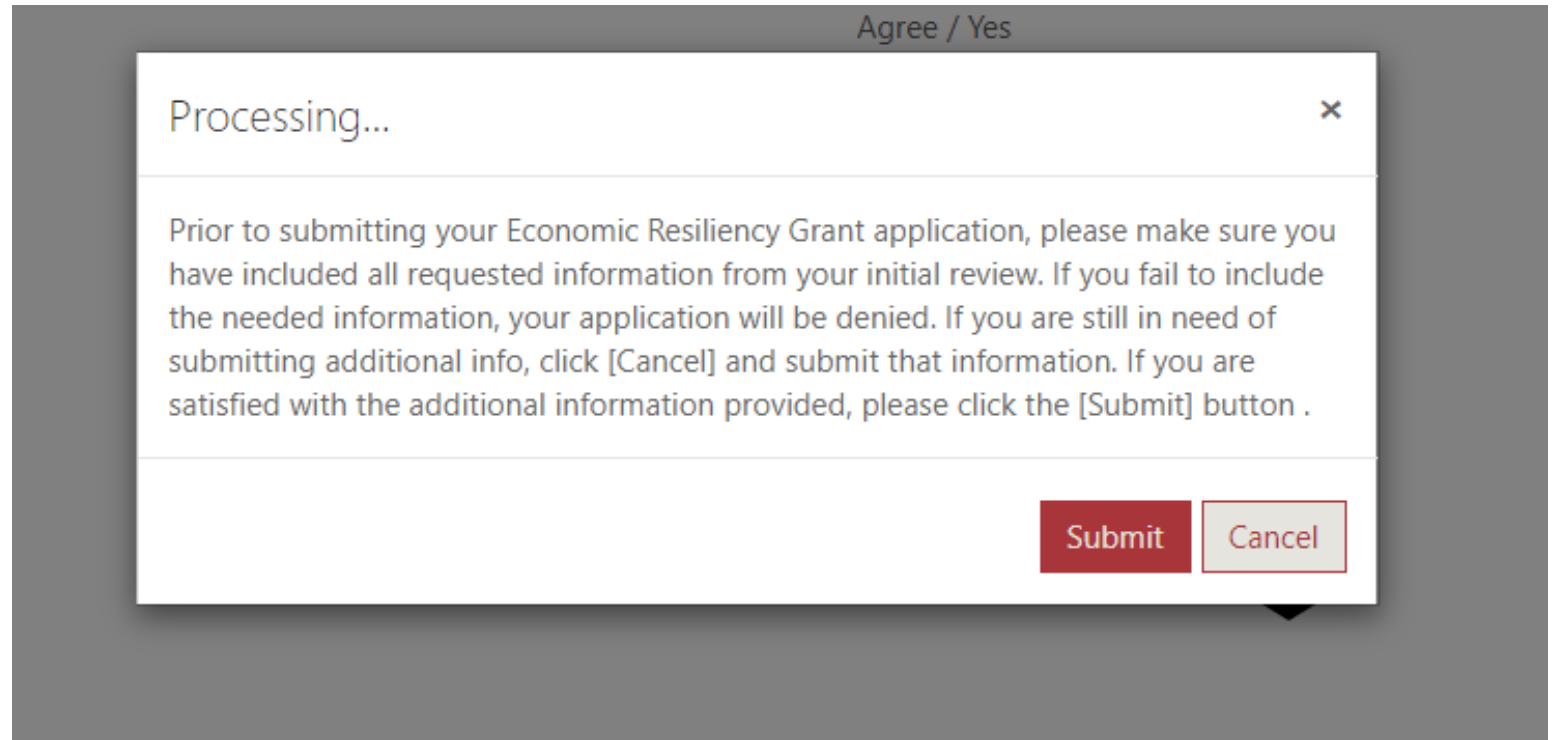 Agree / Yes
Processing...
×
Prior to submitting your Economic Resiliency Grant application, please make sure you
have included all requested information from your initial review. If you fail to include
the needed information, your application will be denied. If you are still in need of
submitting additional info, click [Cancel] and submit that information. If you are
satisfied with the additional information provided, please click the [Submit] button .
Submit Cancel